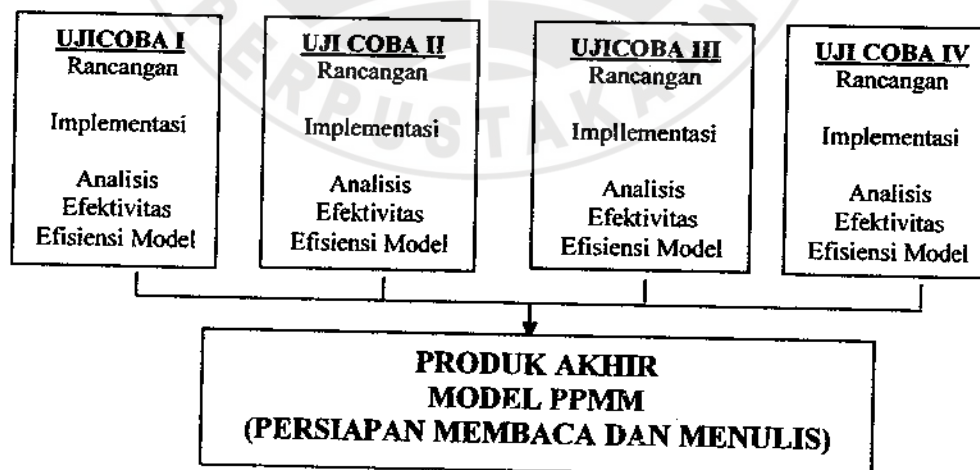 PERPUSTAKAAN
UJICOBA I
Rancangan
Implementasi
Analisis
Efektivitas
Efisiensi Model
UJI COBA II
Rancangan
Implementasi
Analisis
Efektivitas
Efisiensi Model
UJICOBA III
Rancangan
Impllementasi
Analisis
Efektivitas
Efisiensi Model
UJI COBA IV
Rancangan
Implementasi
Analisis
Efektivitas
Efisiensi Model
PRODUK AKHIR
MODEL PPMM
(PERSIAPAN MEMBACA DAN MENULIS)